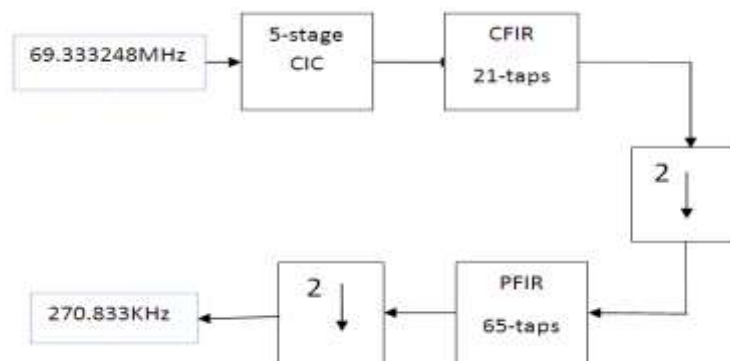 69.333248MHz
5-stage
CIC
CFIR
21-taps
2
PFIR
65-taps
2
270.833KHz